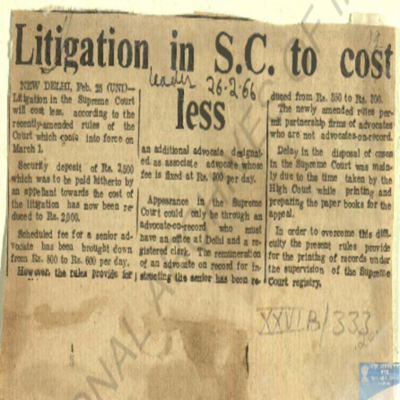 Litigation in S.C. to cost
less
Leader 26-2-66
NEW DELHI, Feb. 25 (UNI)—
Litigation in the Supreme Court
will cost less, according to the
recently-amended rules of the
Court which come into force on
March 1.
Security deposit of Rs. 2,500
which was to be paid hitherto by
an appellant towards the cost of
the litigation has now been re-
duced to Rs. 2,000.
Scheduled fee for a senior ad-
vocate has been brought down
from Rs. 800 to Rs. 600 per day.
However, the rules provide for
an additional advocate designat-
ed as associate advocate whose
fee is fixed at Rs. 200 per day.
Appearance in the Supreme
Court could only be through an
advocate-on-record who must
have an office at Delhi and a re-
gistered clerk. The remuneration
of an advocate on record for in-
structing the senior has been re-
duced from Rs. 350 to Rs.
The newly amended rules per-
mit partnership firms of advocates
who are not advocates-on-record.
Delay in the disposal of cases
in the Supreme Court was main-
ly due to the time taken by the
High Court while printing and
preparing the paper books for the
appeal.
In order to overcome this diffi-
culty the present rules provide
for the printing of records under
the supervision of the Supreme
Court registry.
XXVI B/333